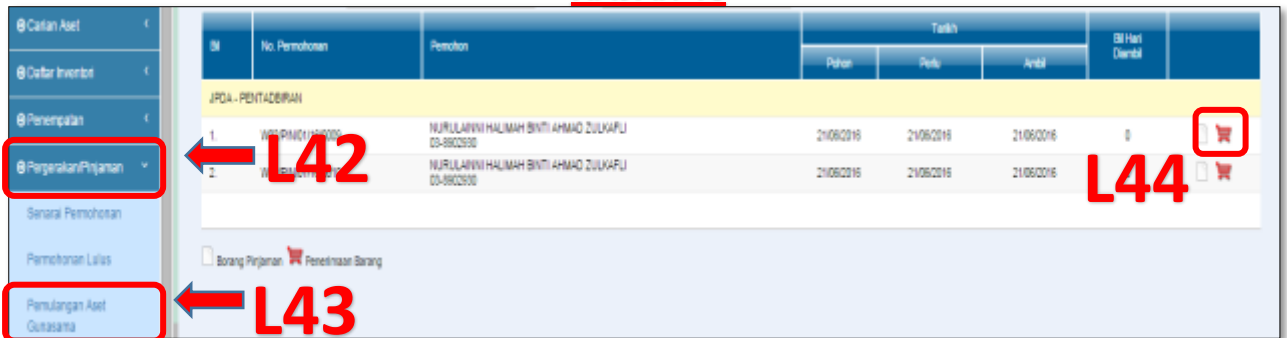 Carian Aset
Daftar Inventori
Penempatan
Pergerakan/Pinjaman
Senarai Permohonan
Permohonan Lulus
Pemulangan Aset
Gunasama
L42
L43
Bil No. Permohonan Pemohon Tarikh Bil Hari Diambil
Pohon Perlu Ambil
JPDA - PENTADBIRAN
1. NURULAINNI HALIMAH BINTI AHMAD ZULKAFLI 21/06/2016 21/06/2016 21/06/2016 0
03-8902930
2. NURULAINNI HALIMAH BINTI AHMAD ZULKAFLI 21/06/2016 21/06/2016 21/06/2016
03-8902930
L44
Borang Pinjaman Penerimaan Barang